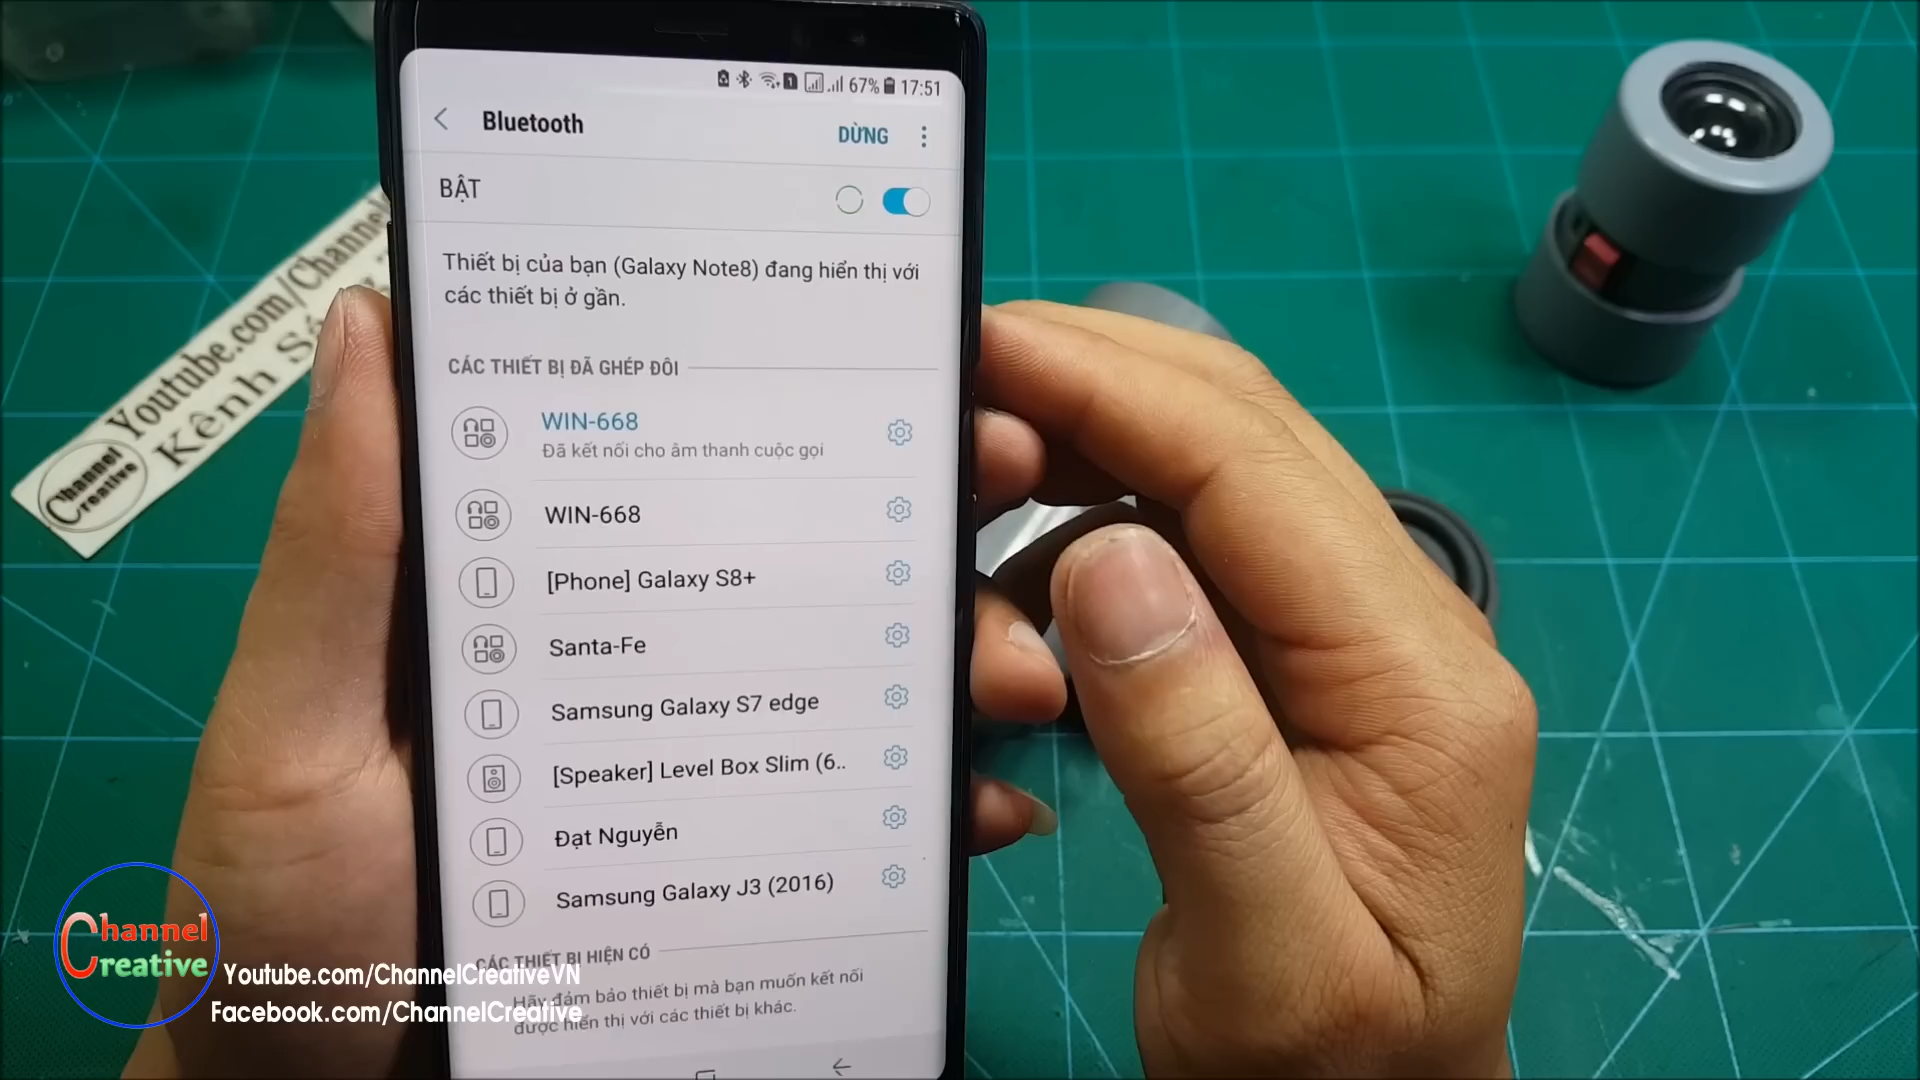 67% 17:51
Bluetooth
DỪNG
BẬT
Thiết bị của bạn (Galaxy Note8) đang hiển thị với
các thiết bị ở gần.
CÁC THIẾT BỊ ĐÃ GHÉP ĐÔI
WIN-668
Đã kết nối cho âm thanh cuộc gọi
WIN-668
[Phone] Galaxy S8+
Santa-Fe
Samsung Galaxy S7 edge
[Speaker] Level Box Slim (6..
Đạt Nguyễn
Samsung Galaxy J3 (2016)
CÁC THIẾT BỊ HIỆN CÓ
Hãy đảm bảo thiết bị mà bạn muốn kết nối
được hiển thị với các thiết bị khác.
Youtube.com/Channel
Kênh
Channel
Creative
Channel
Creative
Youtube.com/ChannelCreativeVN
Facebook.com/ChannelCreative